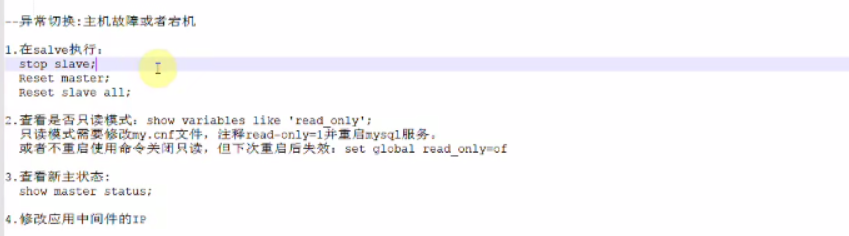 --异常切换:主机故障或者宕机
1.在salve执行:
stop slave;
Reset master;
Reset slave all;
2.查看是否只读模式: show variables like 'read_only';
只读模式需要修改my.cnf文件，注释read-only=1并重启mysql服务。
或者不重启使用命令关闭只读，但下次重启后失效: set global read_only=of
3.查看新主状态:
show master status;
4.修改应用中间件的IP